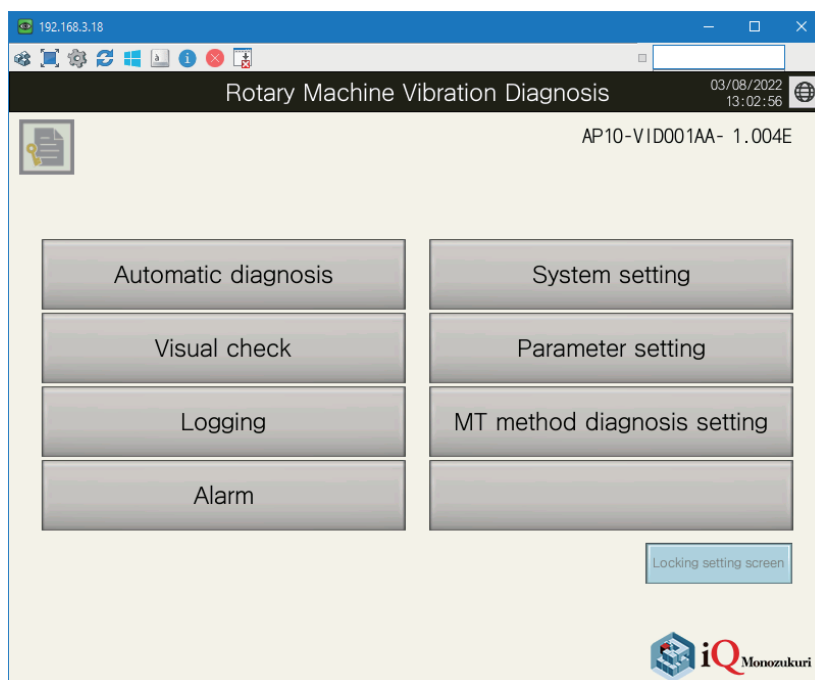 192.168.3.18
Rotary Machine Vibration Diagnosis
03/08/2022
13:02:56
AP10-VID001AA- 1.004E
Automatic diagnosis
System setting
Visual check
Parameter setting
Logging
MT method diagnosis setting
Alarm
Locking setting screen
iQ Monozukuri